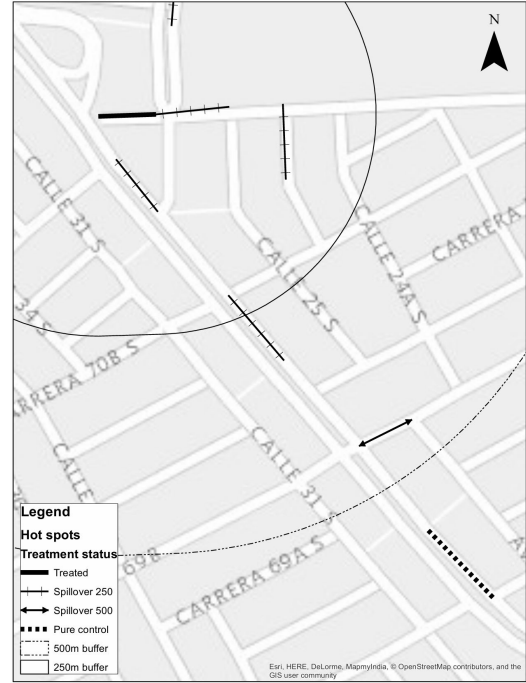 N
CALLE 31 S
CARRERA
CALLE 25 S
CALLE 24A S
34 S
ARRERA 70B S
CALLE 31 S
CALLE
69B
CARRERA 69A S
Legend
Hot spots
Treatment status
Treated
Spillover 250
Spillover 500
Pure control
500m buffer
250m buffer
Esri, HERE, DeLorme, MapmyIndia, © OpenStreetMap contributors, and the
GIS user community